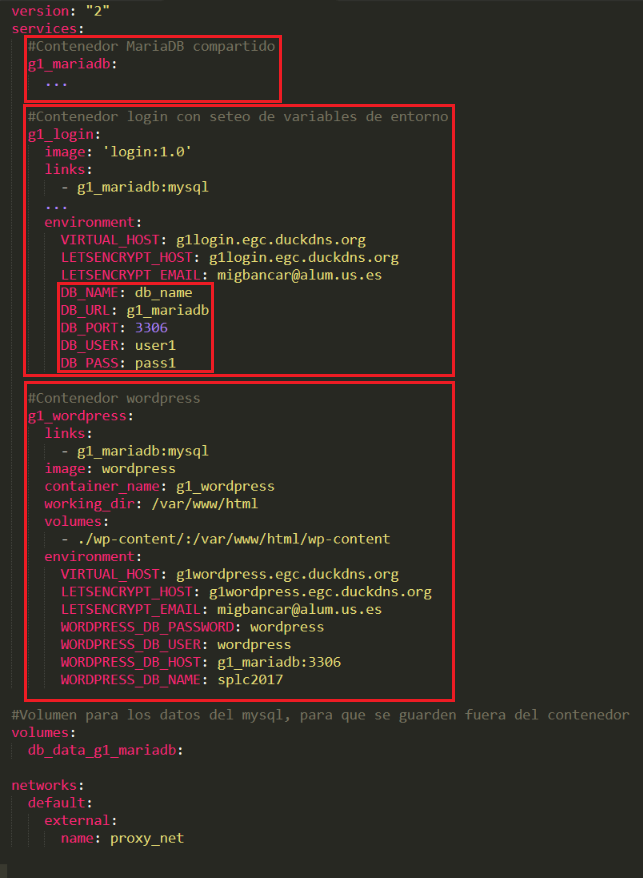 version: "2"
services:
#Contenedor MariaDB compartido
g1_mariadb:
...
#Contenedor login con seteo de variables de entorno
g1_login:
image: 'login:1.0'
links:
- g1_mariadb:mysql
...
environment:
VIRTUAL_HOST: g1login.egc.duckdns.org
LETSENCRYPT_HOST: g1login.egc.duckdns.org
LETSENCRYPT_EMAIL: migbancar@alum.us.es
DB_NAME: db_name
DB_URL: g1_mariadb
DB_PORT: 3306
DB_USER: user1
DB_PASS: pass1
#Contenedor wordpress
g1_wordpress:
links:
- g1_mariadb:mysql
image: wordpress
container_name: g1_wordpress
working_dir: /var/www/html
volumes:
- ./wp-content/:/var/www/html/wp-content
environment:
VIRTUAL_HOST: g1wordpress.egc.duckdns.org
LETSENCRYPT_HOST: g1wordpress.egc.duckdns.org
LETSENCRYPT_EMAIL: migbancar@alum.us.es
WORDPRESS_DB_PASSWORD: wordpress
WORDPRESS_DB_USER: wordpress
WORDPRESS_DB_HOST: g1_mariadb:3306
WORDPRESS_DB_NAME: splc2017
#Volumen para los datos del mysql, para que se guarden fuera del contenedor
volumes:
db_data_g1_mariadb:
networks:
default:
external:
name: proxy_net